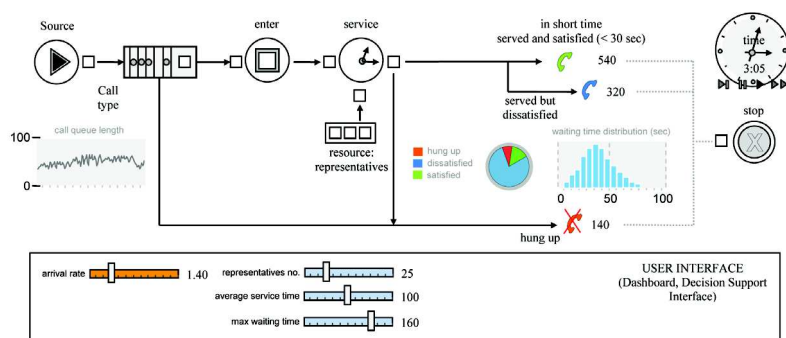 Source
enter
service
in short time
served and satisfied (< 30 sec)
540
time
3:05
Call
type
320
served but
dissatisfied
stop
X
call queue length
100
0
resource:
representatives
hung up
dissatisfied
satisfied
waiting time distribution (sec)
0
50
100
hung up
140
arrival rate
1.40
representatives no.
25
average service time
100
max waiting time
160
USER INTERFACE
(Dashboard, Decision Support
Interface)